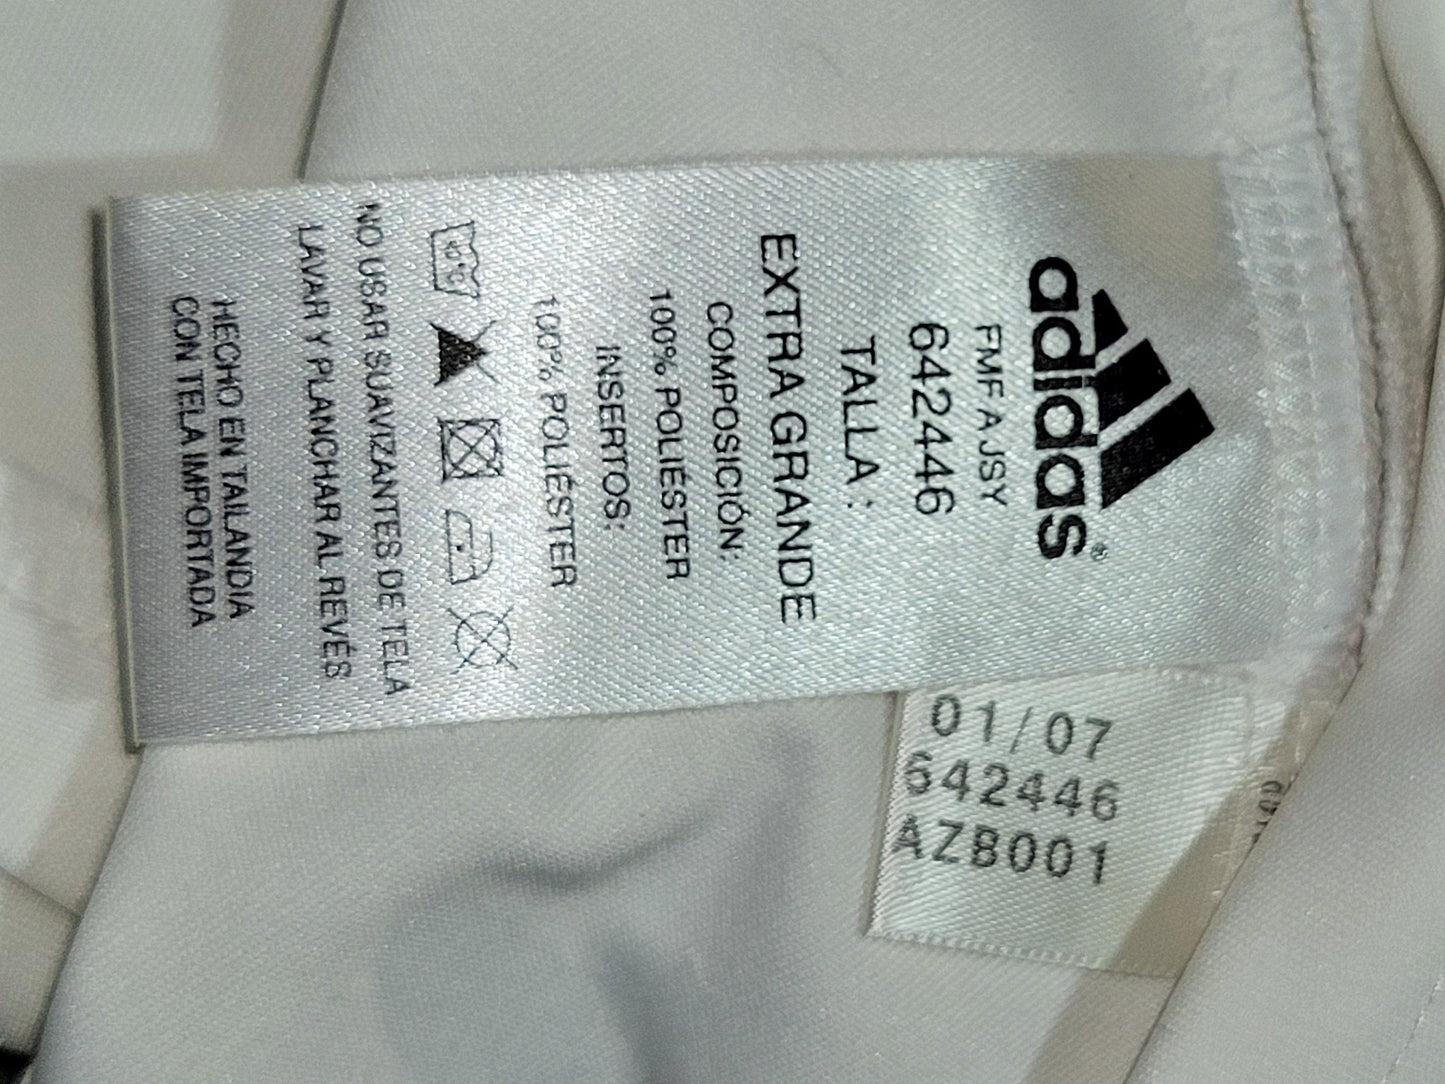 adidas®
FMF A JSY
642446
TALLA:
EXTRA GRANDE
COMPOSICIÓN:
100% POLIÉSTER
INSERTOS:
100% POLIÉSTER
NO USAR SUAVIZANTES DE TELA
LAVAR Y PLANCHAR AL REVÉS
HECHO EN TAILANDIA
CON TELA IMPORTADA
01/07
642446
AZB001